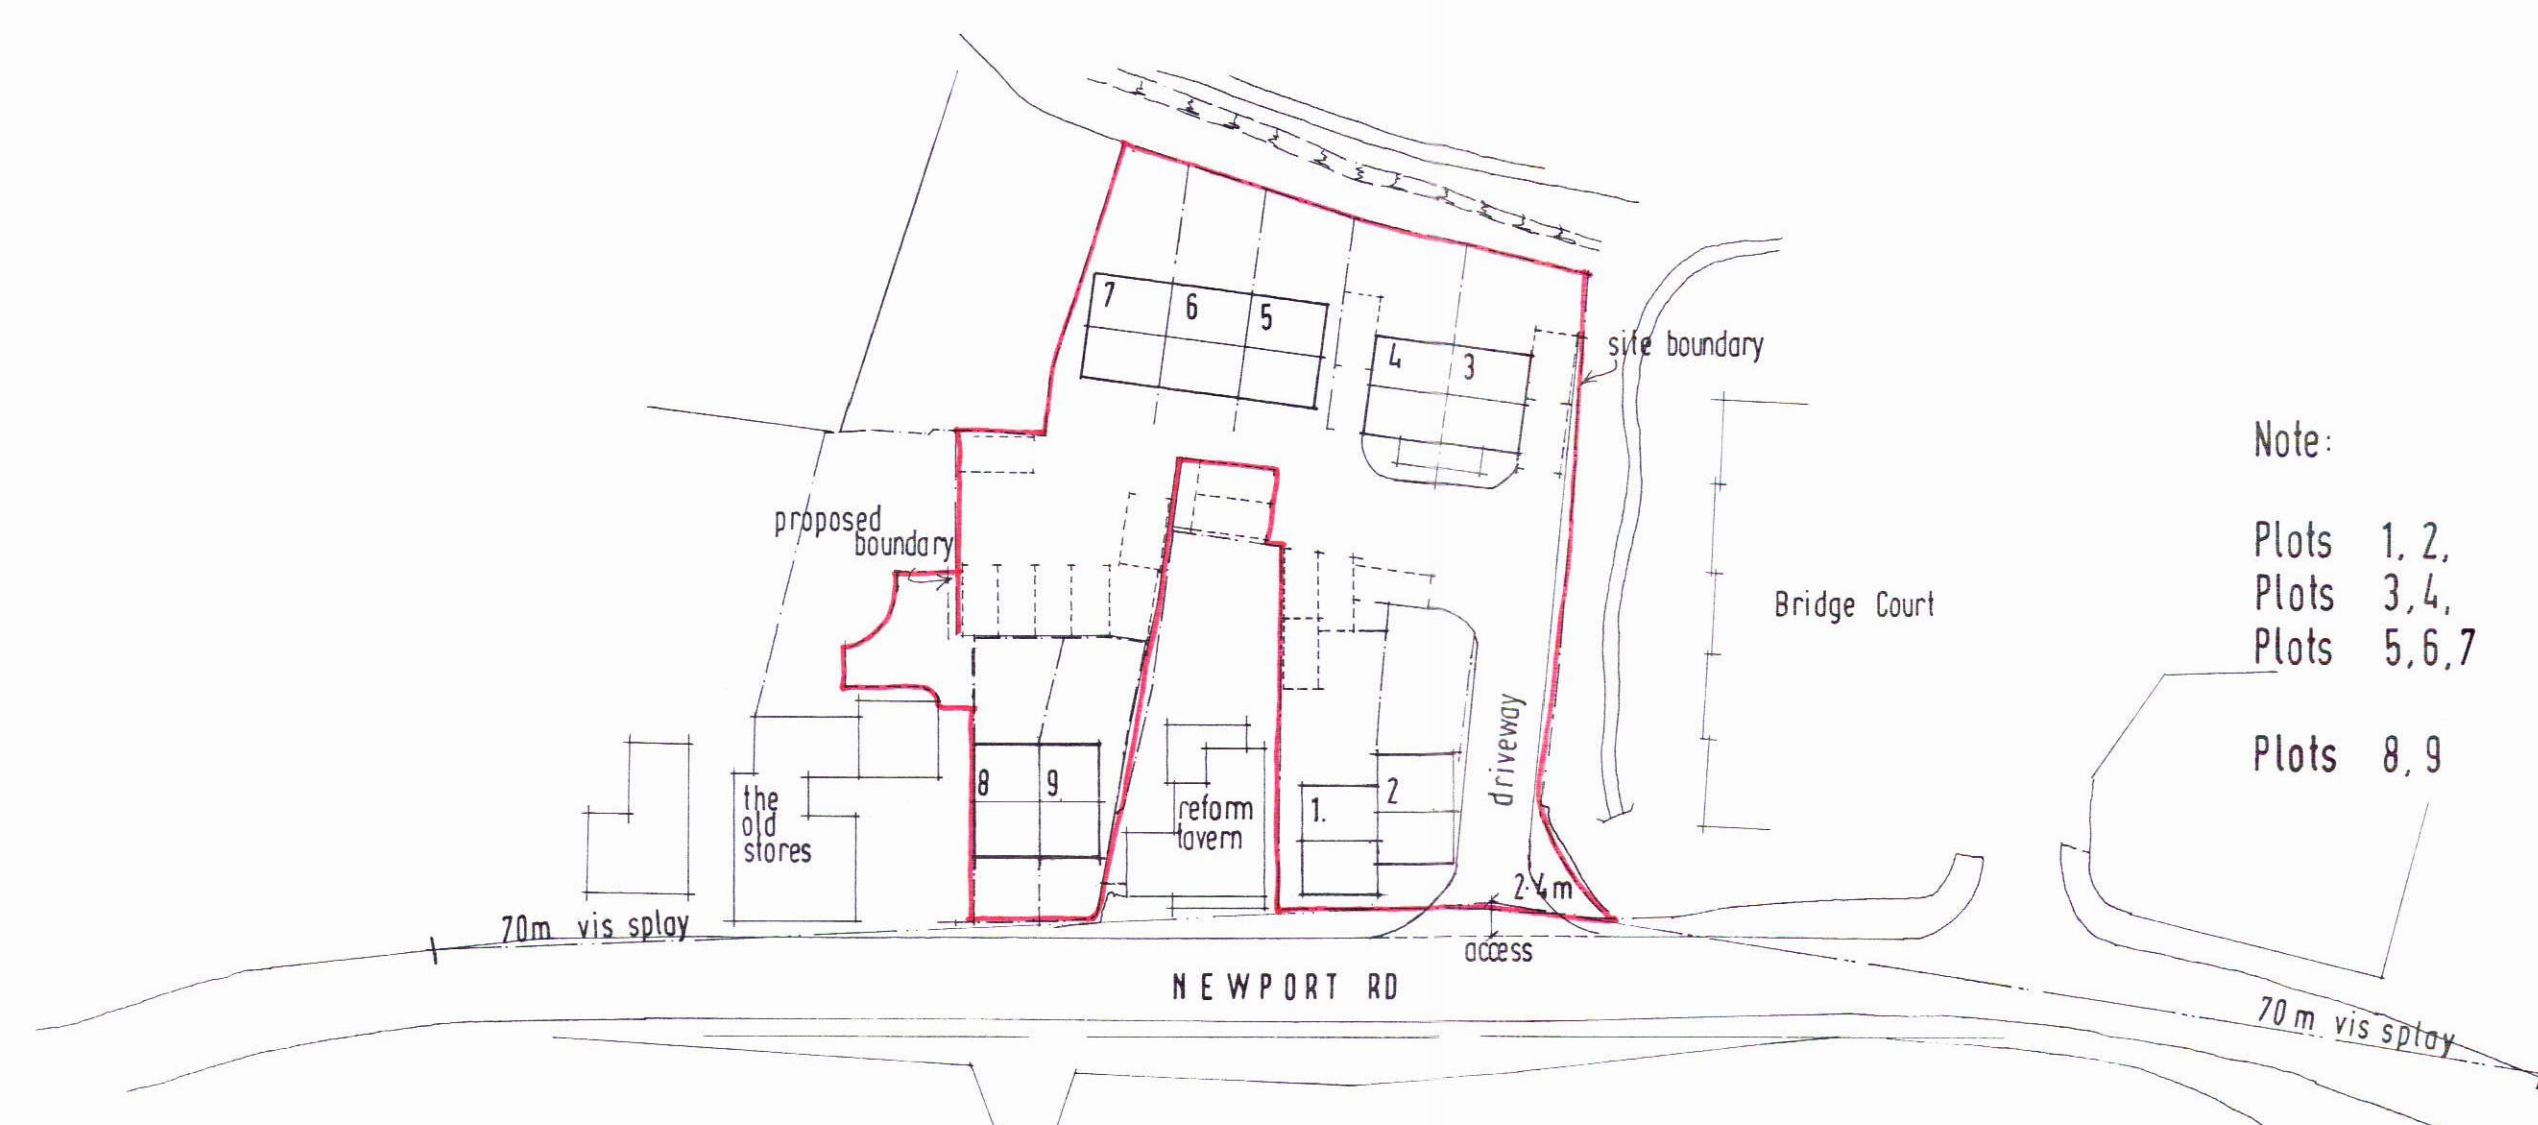 7
6
5
4
3
site boundary
proposed
boundary
Note:
Plots 1, 2,
Plots 3,4,
Plots 5,6,7
Plots 8,9
Bridge Court
driveway
8
9.
1.
2
the
old
stores
reform
tavern
2·4m
70m vis splay
access
NEWPORT RD
70m vis splay